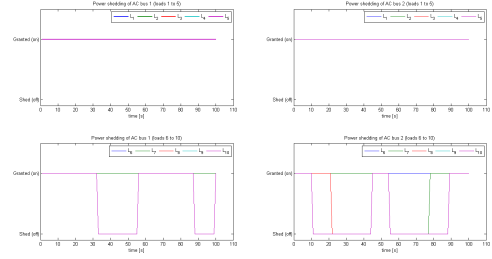 Power shedding of AC bus 1 (loads 1 to 5)
Granted (on)
Shed (off)
L1 L2 L3 L4 L5
0 10 20 30 40 50 60 70 80 90 100 110
time [s]
Power shedding of AC bus 2 (loads 1 to 5)
Granted (on)
Shed (off)
L1 L2 L3 L4 L5
0 10 20 30 40 50 60 70 80 90 100 110
time [s]
Power shedding of AC bus 1 (loads 6 to 10)
Granted (on)
Shed (off)
L6 L7 L8 L9 L10
0 10 20 30 40 50 60 70 80 90 100 110
time [s]
Power shedding of AC bus 2 (loads 6 to 10)
Granted (on)
Shed (off)
L6 L7 L8 L9 L10
0 10 20 30 40 50 60 70 80 90 100 110
time [s]